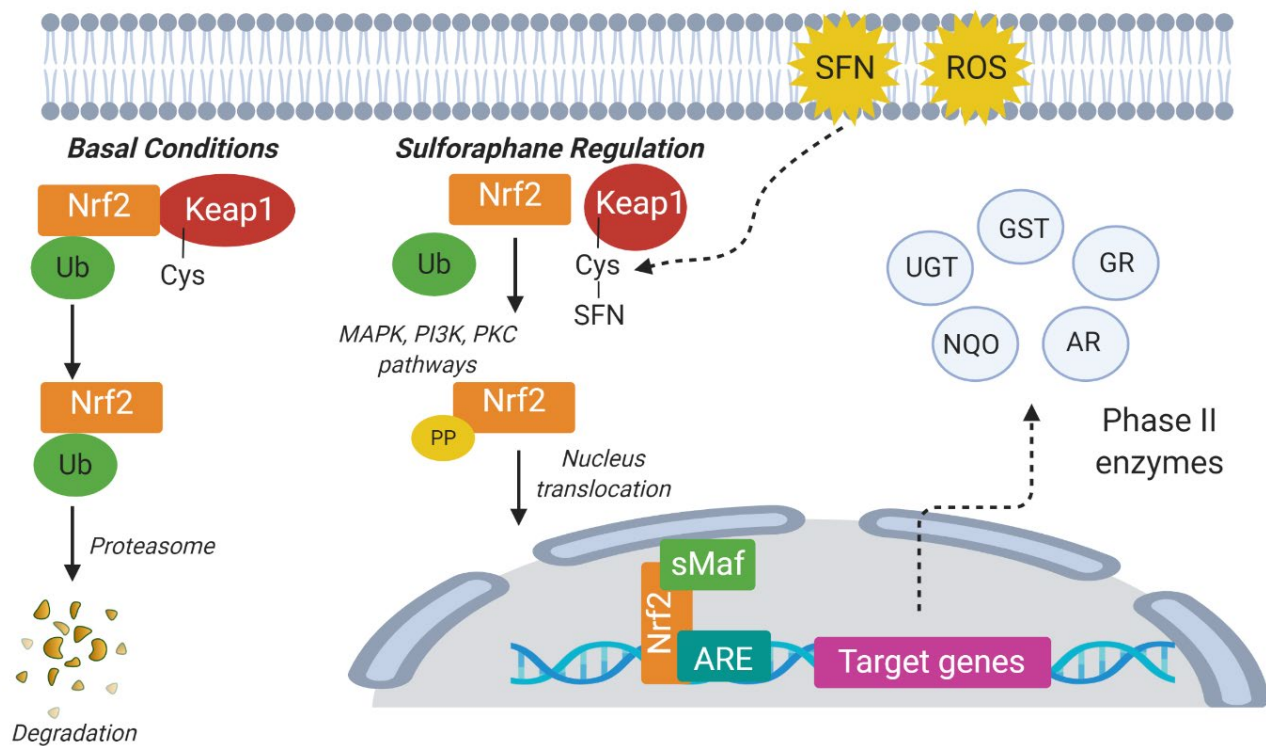 SFN
ROS
Basal Conditions
Nrf2
Keap1
Ub
Cys
Nrf2
Ub
Proteasome
Degradation
Sulforaphane Regulation
Nrf2
Keap1
Ub
Cys
SFN
MAPK, PI3K, PKC
pathways
Nrf2
PP
Nucleus
translocation
sMaf
Nrf2
ARE
Target genes
GST
UGT
GR
NQO
AR
Phase II
enzymes